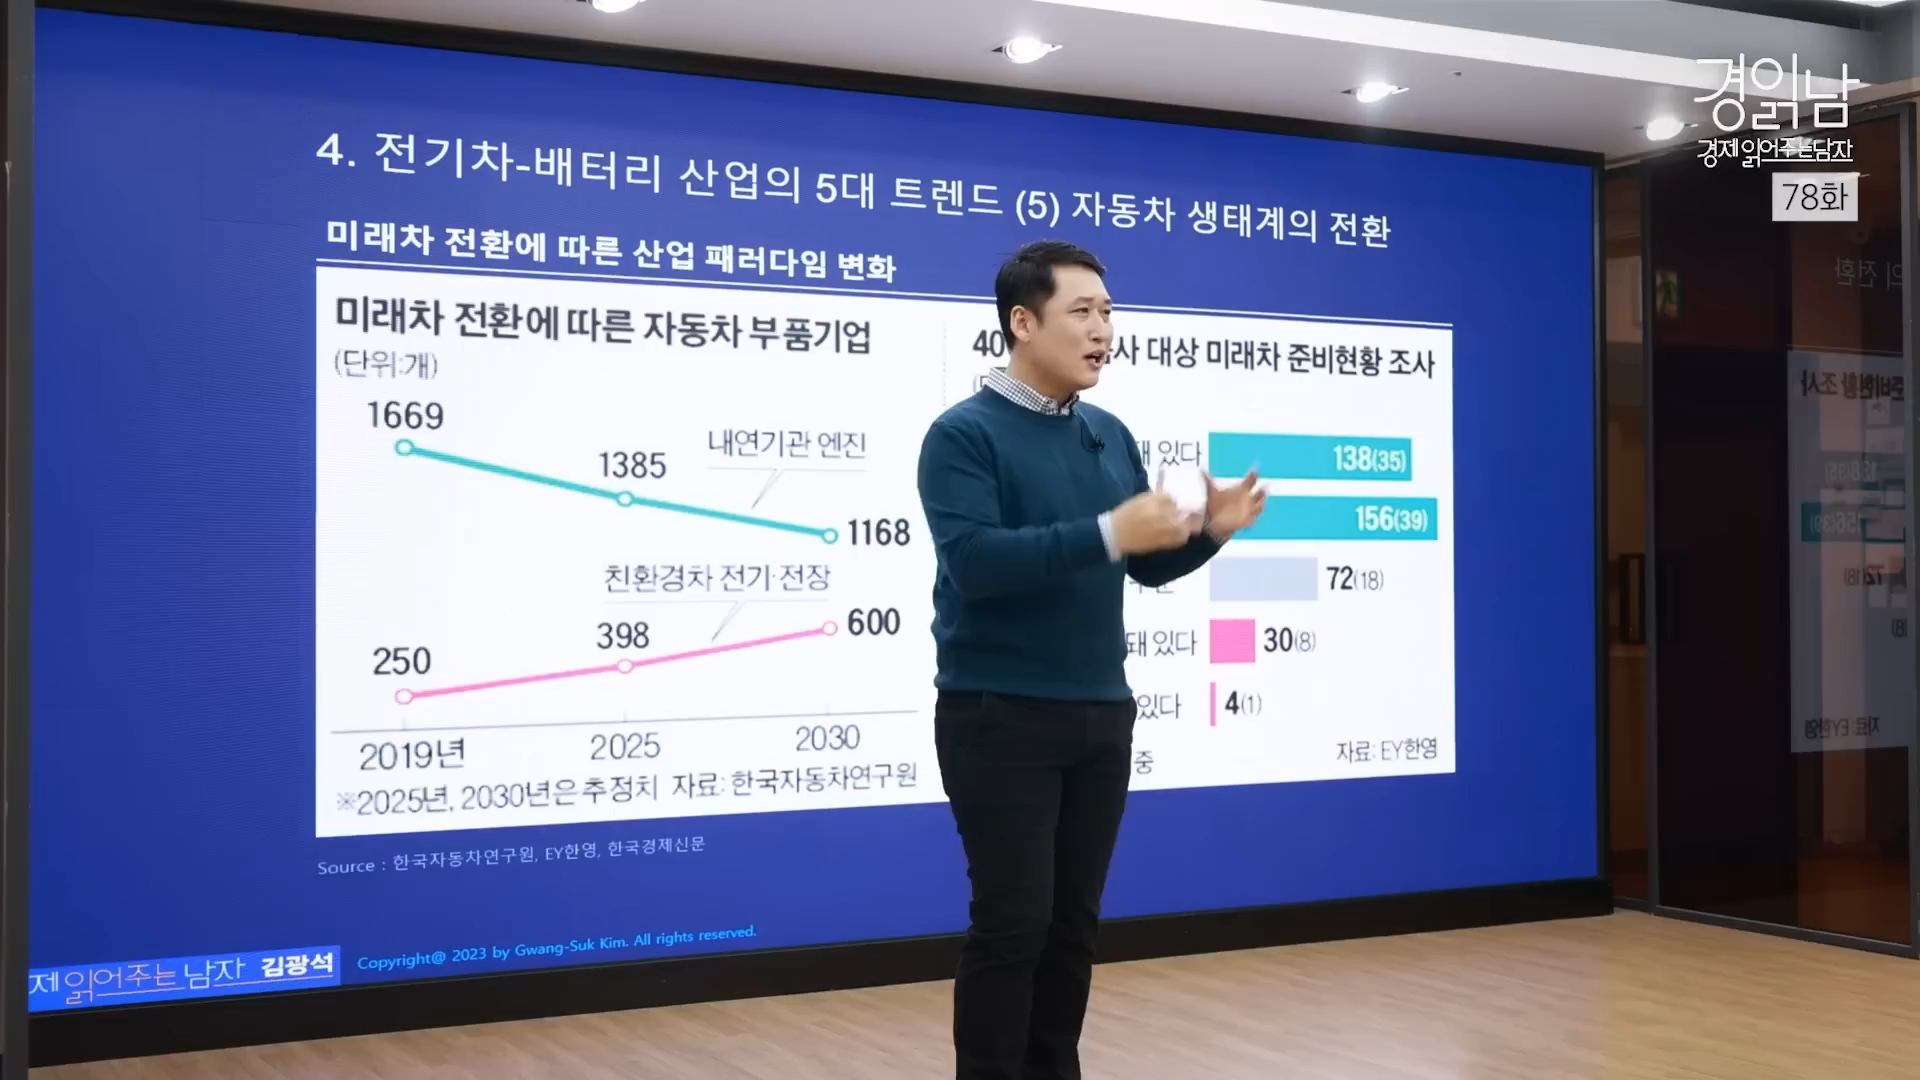 경읽남
경제 읽어주는 남자
78화
4. 전기차-배터리 산업의 5대 트렌드 (5) 자동차 생태계의 전환
미래차 전환에 따른 산업 패러다임 변화
미래차 전환에 따른 자동차 부품기업
(단위:개)
1669
1385
내연기관 엔진
1168
친환경차 전기·전장
250
398
600
2019년 2025 2030
※2025년, 2030년은 추정치 자료: 한국자동차연구원
대상 미래차 준비현황 조사
있다 138(35)
156(39)
72(18)
돼 있다 30(8)
있다 4(1)
중
자료: EY한영
Source : 한국자동차연구원, EY한영, 한국경제신문
제 읽어주는 남자 김광석
Copyright@ 2023 by Gwang-Suk Kim. All rights reserved.